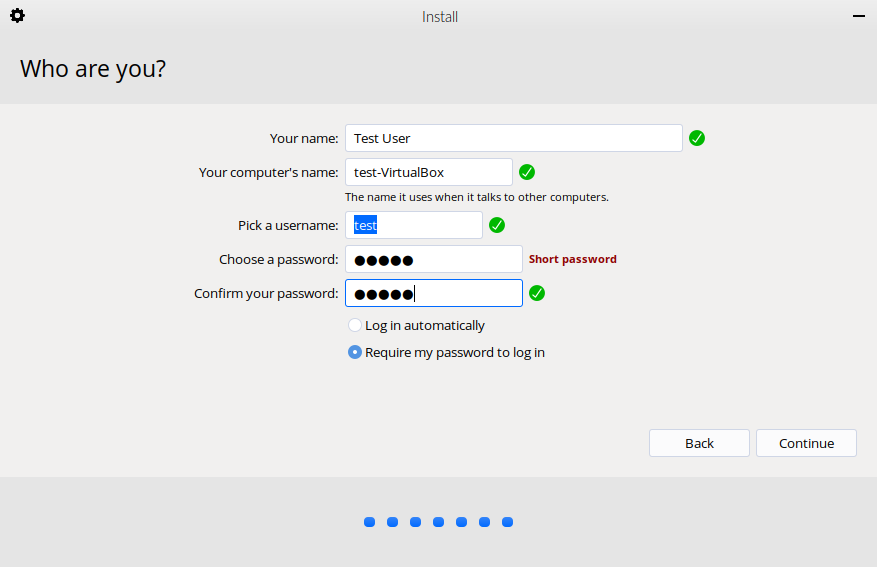 Install
Who are you?
Your name: Test User
Your computer's name: test-VirtualBox
The name it uses when it talks to other computers.
Pick a username: test
Choose a password: ●●●●● Short password
Confirm your password: ●●●●●
Log in automatically
Require my password to log in
Back Continue